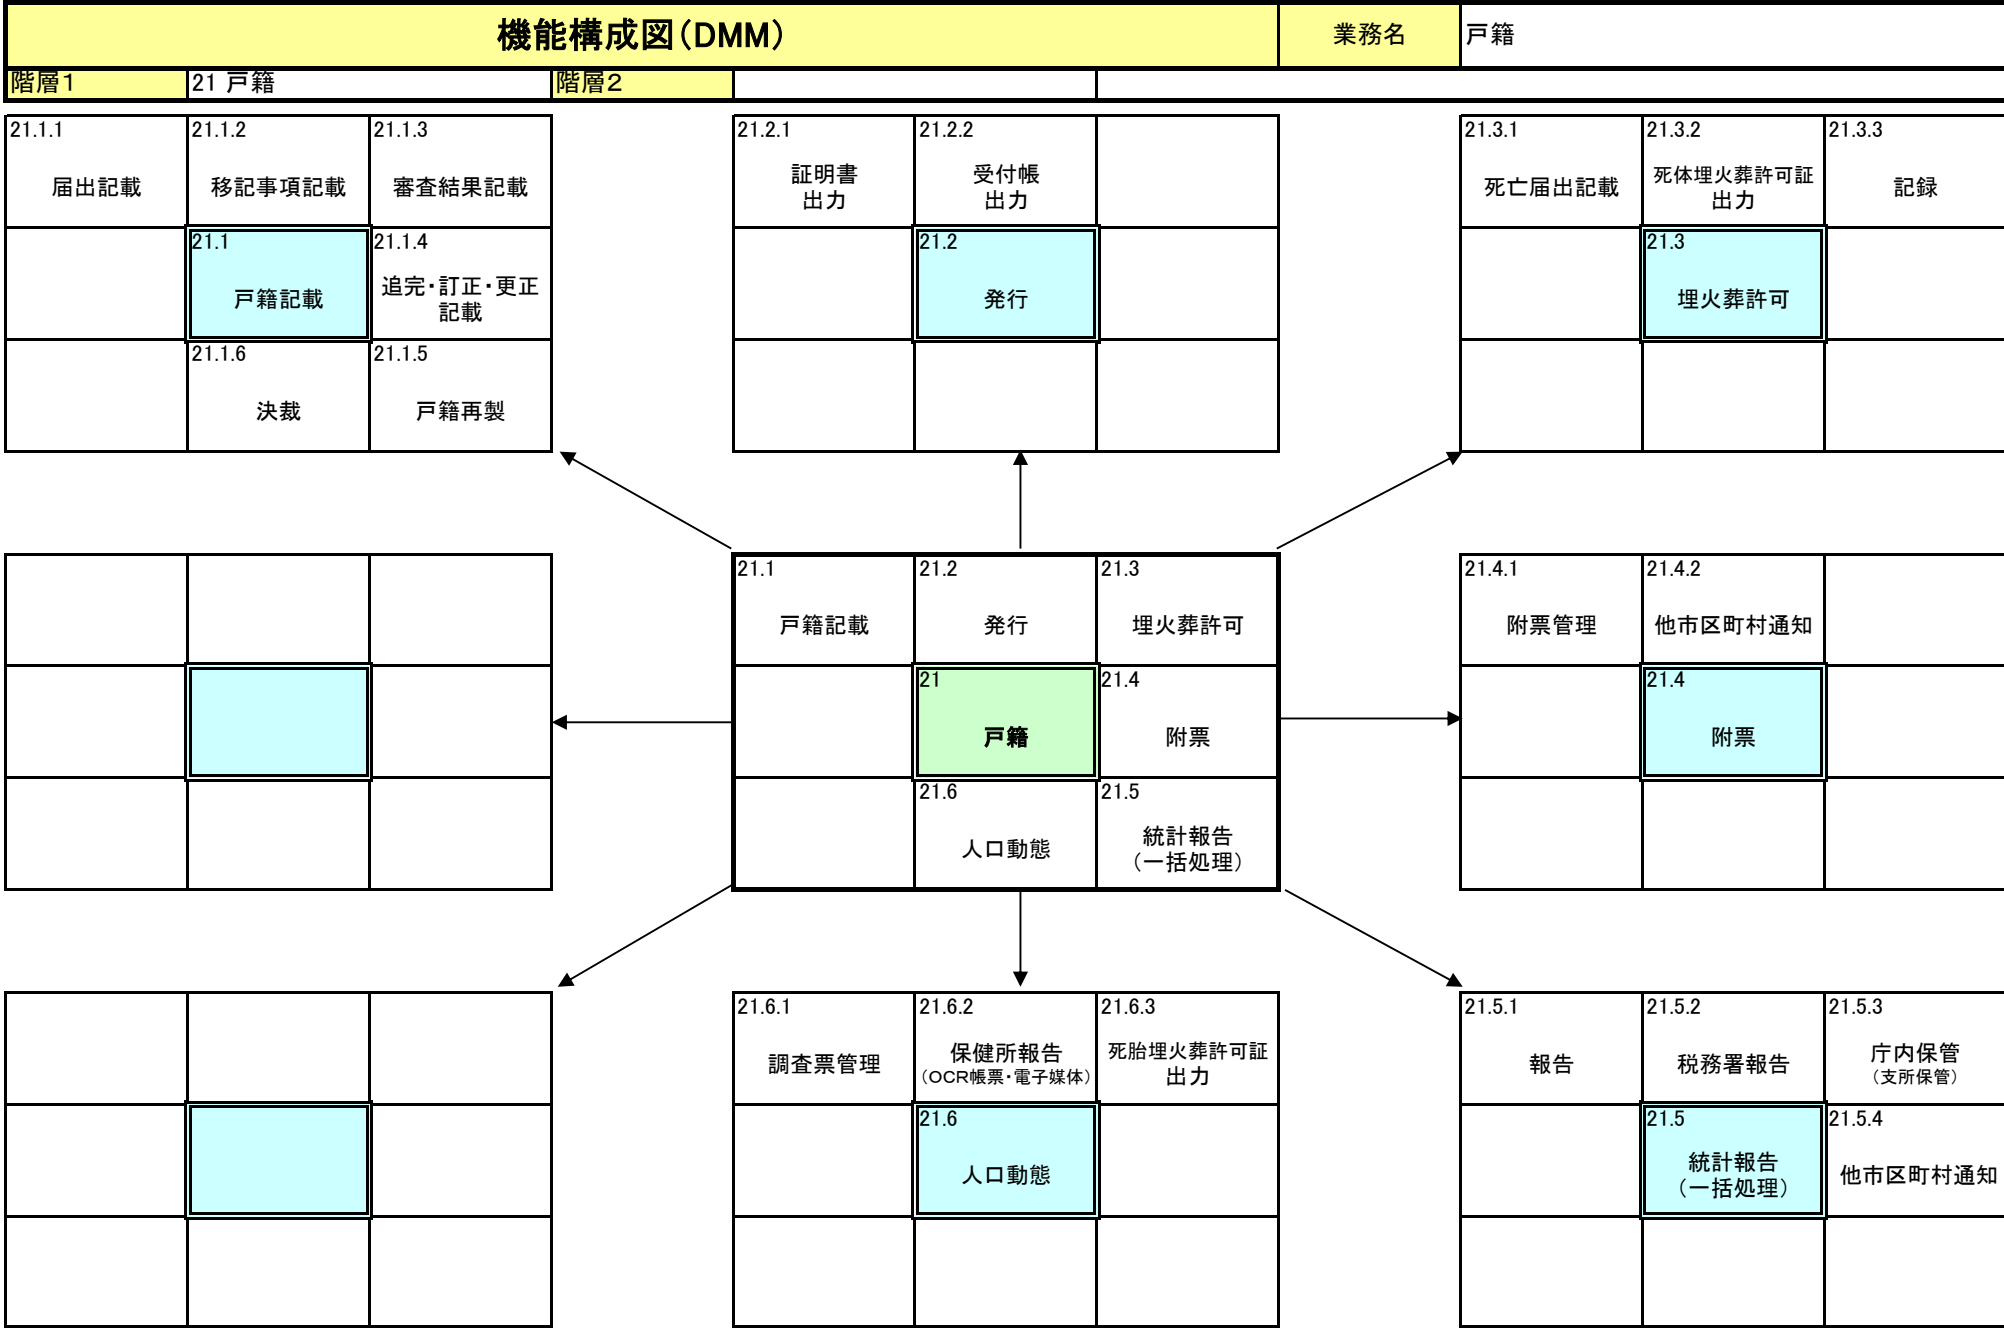 機能構成図（DMM）
業務名
戸籍
階層1
21 戸籍
階層2
21.1.1
届出記載
21.1.2
移記事項記載
21.1.3
審査結果記載
21.1
戸籍記載
21.1.4
追完・訂正・更正
記載
21.1.6
決裁
21.1.5
戸籍再製
21.2.1
証明書
出力
21.2.2
受付帳
出力
21.2
発行
21.3.1
死亡届出記載
21.3.2
死体埋火葬許可証
出力
21.3.3
記録
21.3
埋火葬許可
21.1
戸籍記載
21.2
発行
21.3
埋火葬許可
21
戸籍
21.4
附票
21.6
人口動態
21.5
統計報告
（一括処理）
21.4.1
附票管理
21.4.2
他市区町村通知
21.4
附票
21.6.1
調査票管理
21.6.2
保健所報告
（OCR帳票・電子媒体）
21.6.3
死胎埋火葬許可証
出力
21.6
人口動態
21.5.1
報告
21.5.2
税務署報告
21.5.3
庁内保管
（支所保管）
21.5
統計報告
（一括処理）
21.5.4
他市区町村通知